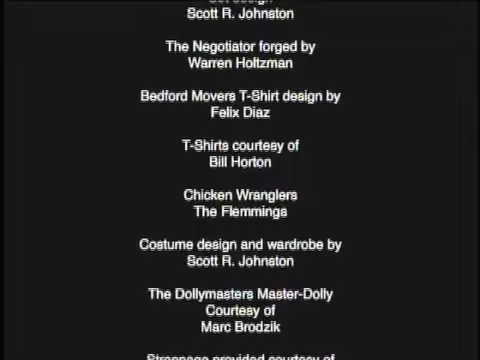 Set design
Scott R. Johnston
The Negotiator forged by
Warren Holtzman
Bedford Movers T-Shirt design by
Felix Diaz
T-Shirts courtesy of
Bill Horton
Chicken Wranglers
The Flemmings
Costume design and wardrobe by
Scott R. Johnston
The Dollymasters Master-Dolly
Courtesy of
Marc Brodzik
provided courtesy of